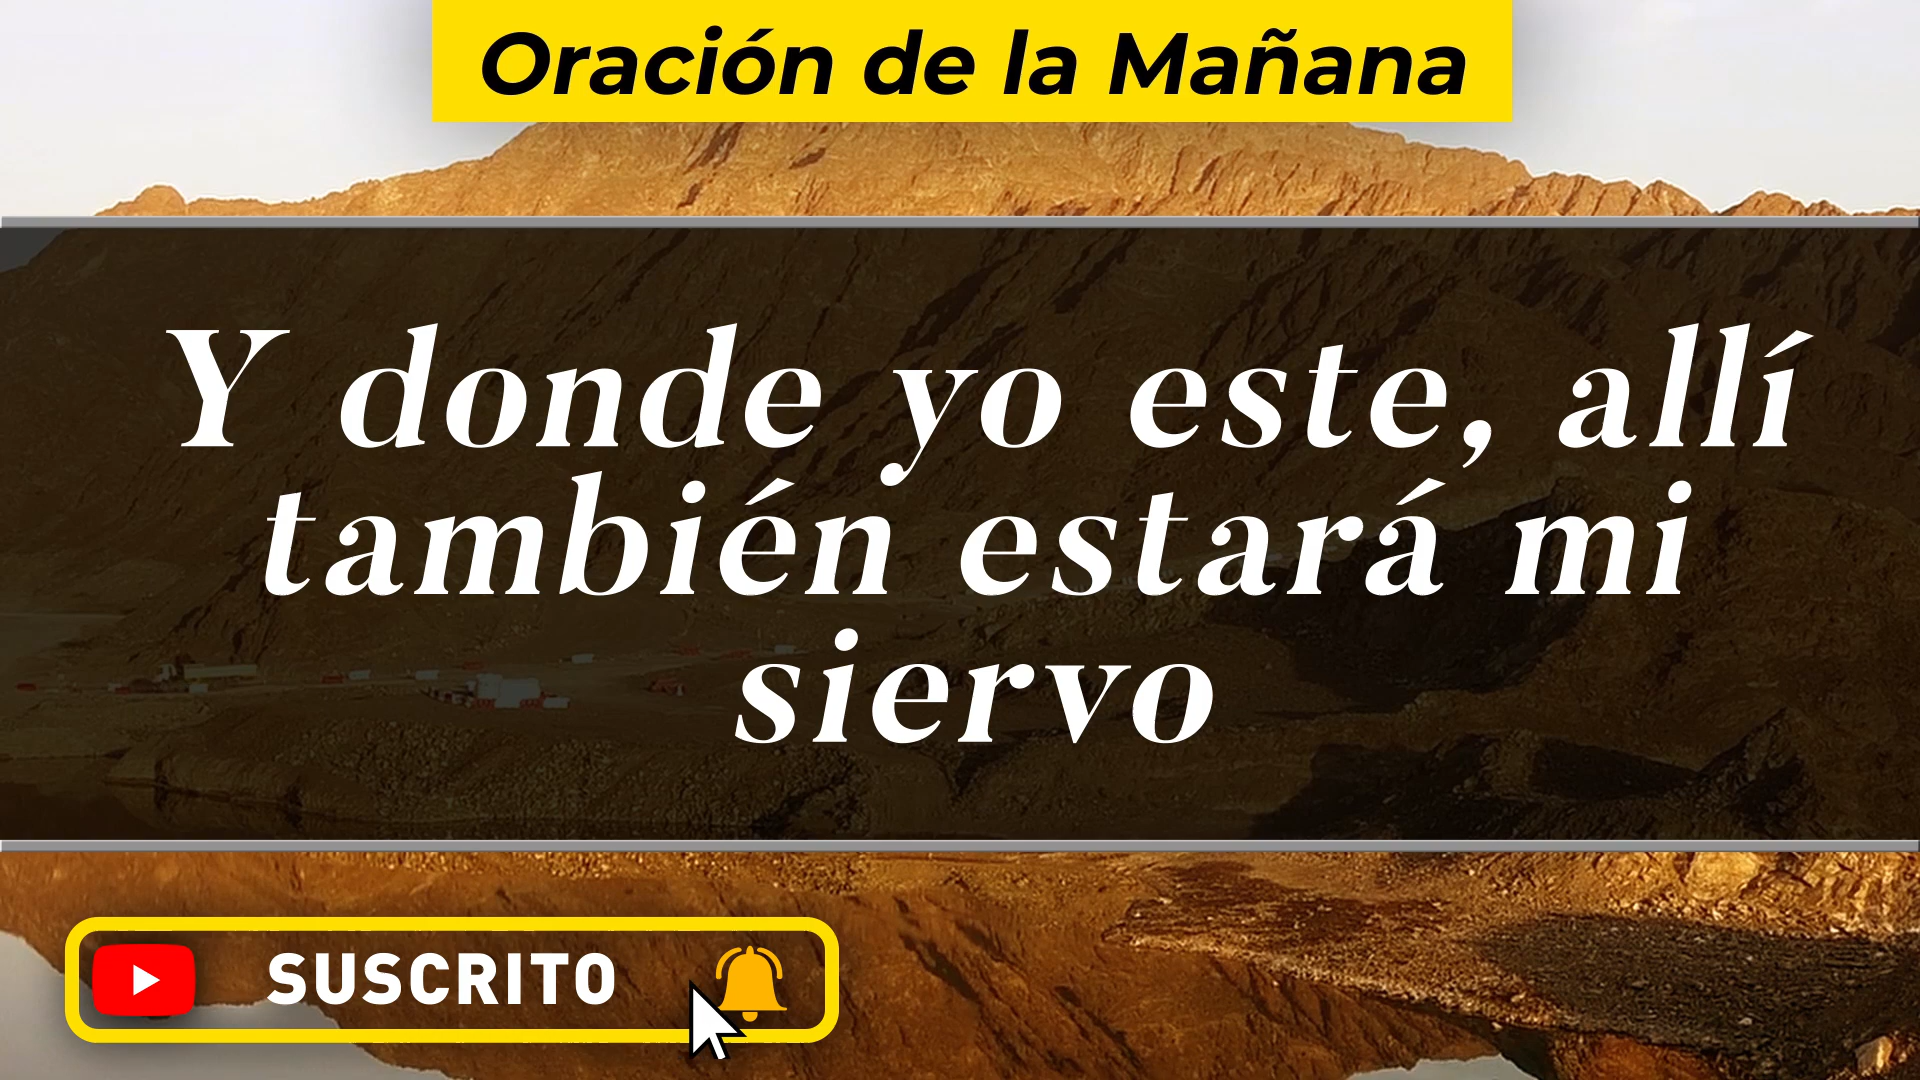 Oración de la Mañana
Y donde yo este, allí
también estará mi
siervo
SUSCRITO